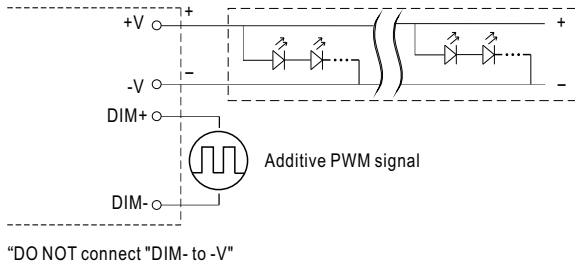 +V
+
+
-V
–
–
DIM+
Additive PWM signal
DIM-
“DO NOT connect "DIM- to -V"